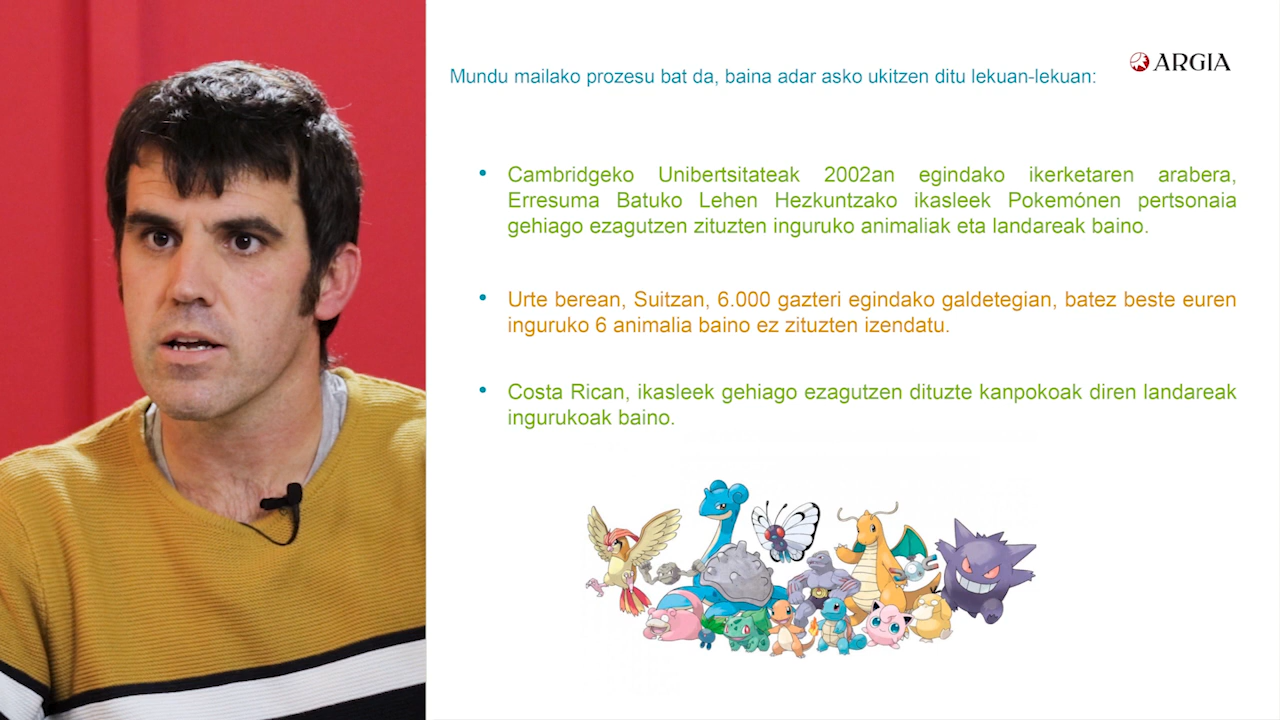 Mundu mailako prozesu bat da, baina adar asko ukitzen ditu lekuan-lekuan:
ARGIA
• Cambridgeko Unibertsitateak 2002an egindako ikerketaren arabera,
Erresuma Batuko Lehen Hezkuntzako ikasleek Pokemónen pertsonaia
gehiago ezagutzen zituzten inguruko animaliak eta landareak baino.
• Urte berean, Suitzan, 6.000 gazteri egindako galdetegian, batez beste euren
inguruko 6 animalia baino ez zituzten izendatu.
• Costa Rican, ikasleek gehiago ezagutzen dituzte kanpokoak diren landareak
ingurukoak baino.